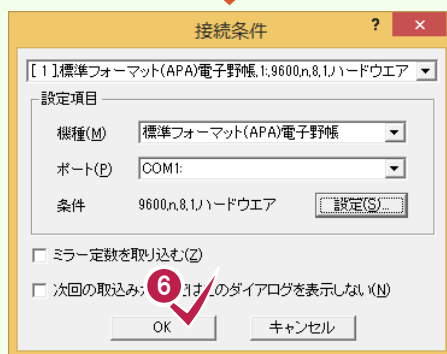 接続条件
[ 1 ].標準フォーマット(APA)電子野帳,1:,9600,n,8,1,ハードウエア
設定項目
機種(M) 標準フォーマット(APA)電子野帳
ポート(P) COM1:
条件 9600,n,8,1,ハードウエア 設定(S)...
ミラー定数を取り込む(Z)
次回の取込み このダイアログを表示しない(N)
6
OK キャンセル